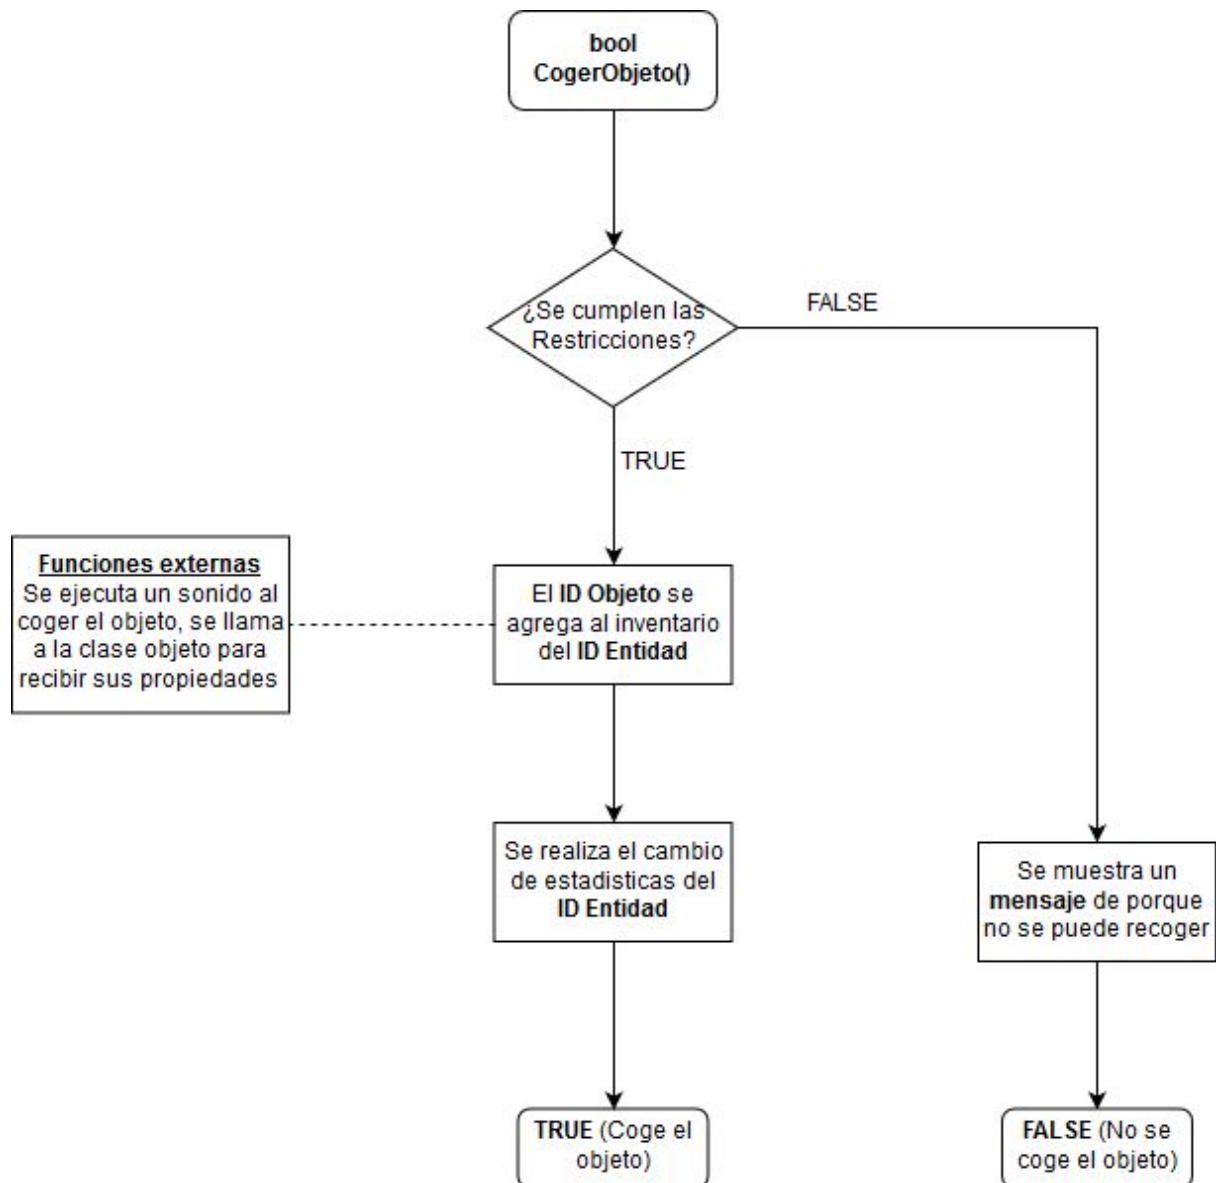 bool
CogerObjeto()
¿Se cumplen las
Restricciones?
FALSE
TRUE
Funciones externas
Se ejecuta un sonido al
coger el objeto, se llama
a la clase objeto para
recibir sus propiedades
El ID Objeto se
agrega al inventario
del ID Entidad
Se realiza el cambio
de estadisticas del
ID Entidad
Se muestra un
mensaje de porque
no se puede recoger
TRUE (Coge el
objeto)
FALSE (No se
coge el objeto)